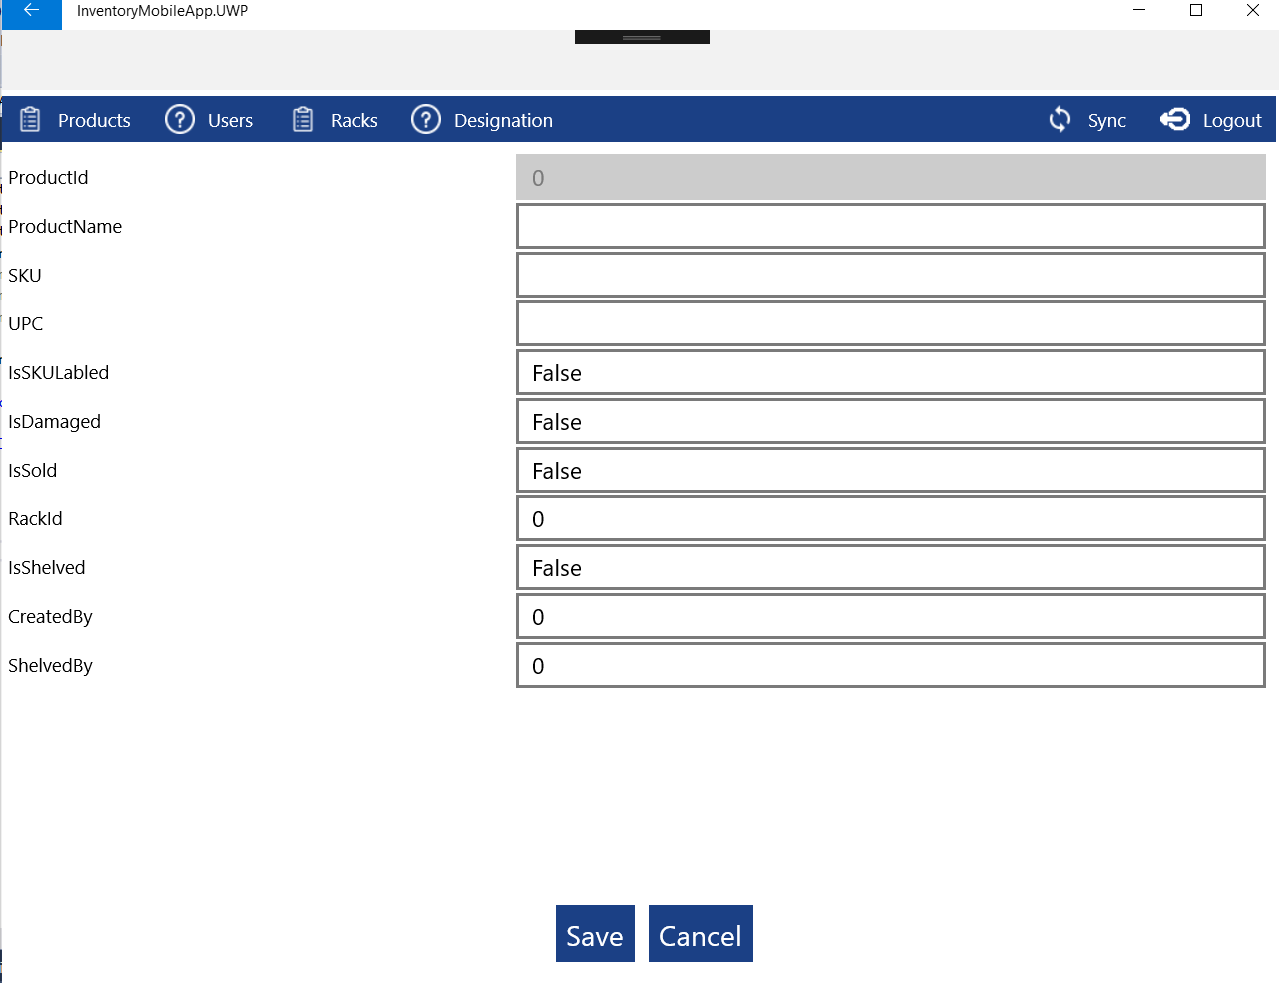 InventoryMobileApp.UWP
Products Users Racks Designation Sync Logout
ProductId 0
ProductName
SKU
UPC
IsSKULabled False
IsDamaged False
IsSold False
RackId 0
IsShelved False
CreatedBy 0
ShelvedBy 0
Save Cancel